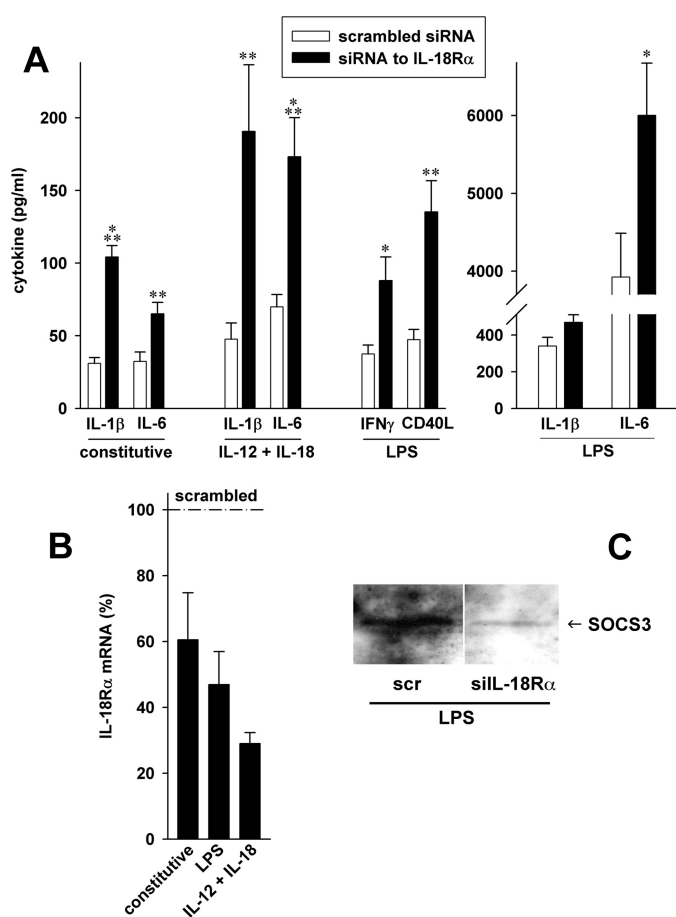 A
scrambled siRNA
siRNA to IL-18Rα
cytokine (pg/ml)
200
150
100
50
0
**
*
**
*
**
**
*
**
IL-1β IL-6 IL-1β IL-6 IFNγ CD40L
constitutive IL-12 + IL-18 LPS
6000
5000
4000
400
200
0
*
IL-1β IL-6
LPS
B
scrambled
IL-18Rα mRNA (%)
100
80
60
40
20
0
constitutive
LPS
IL-12 + IL-18
C
← SOCS3
scr siIL-18Rα
LPS